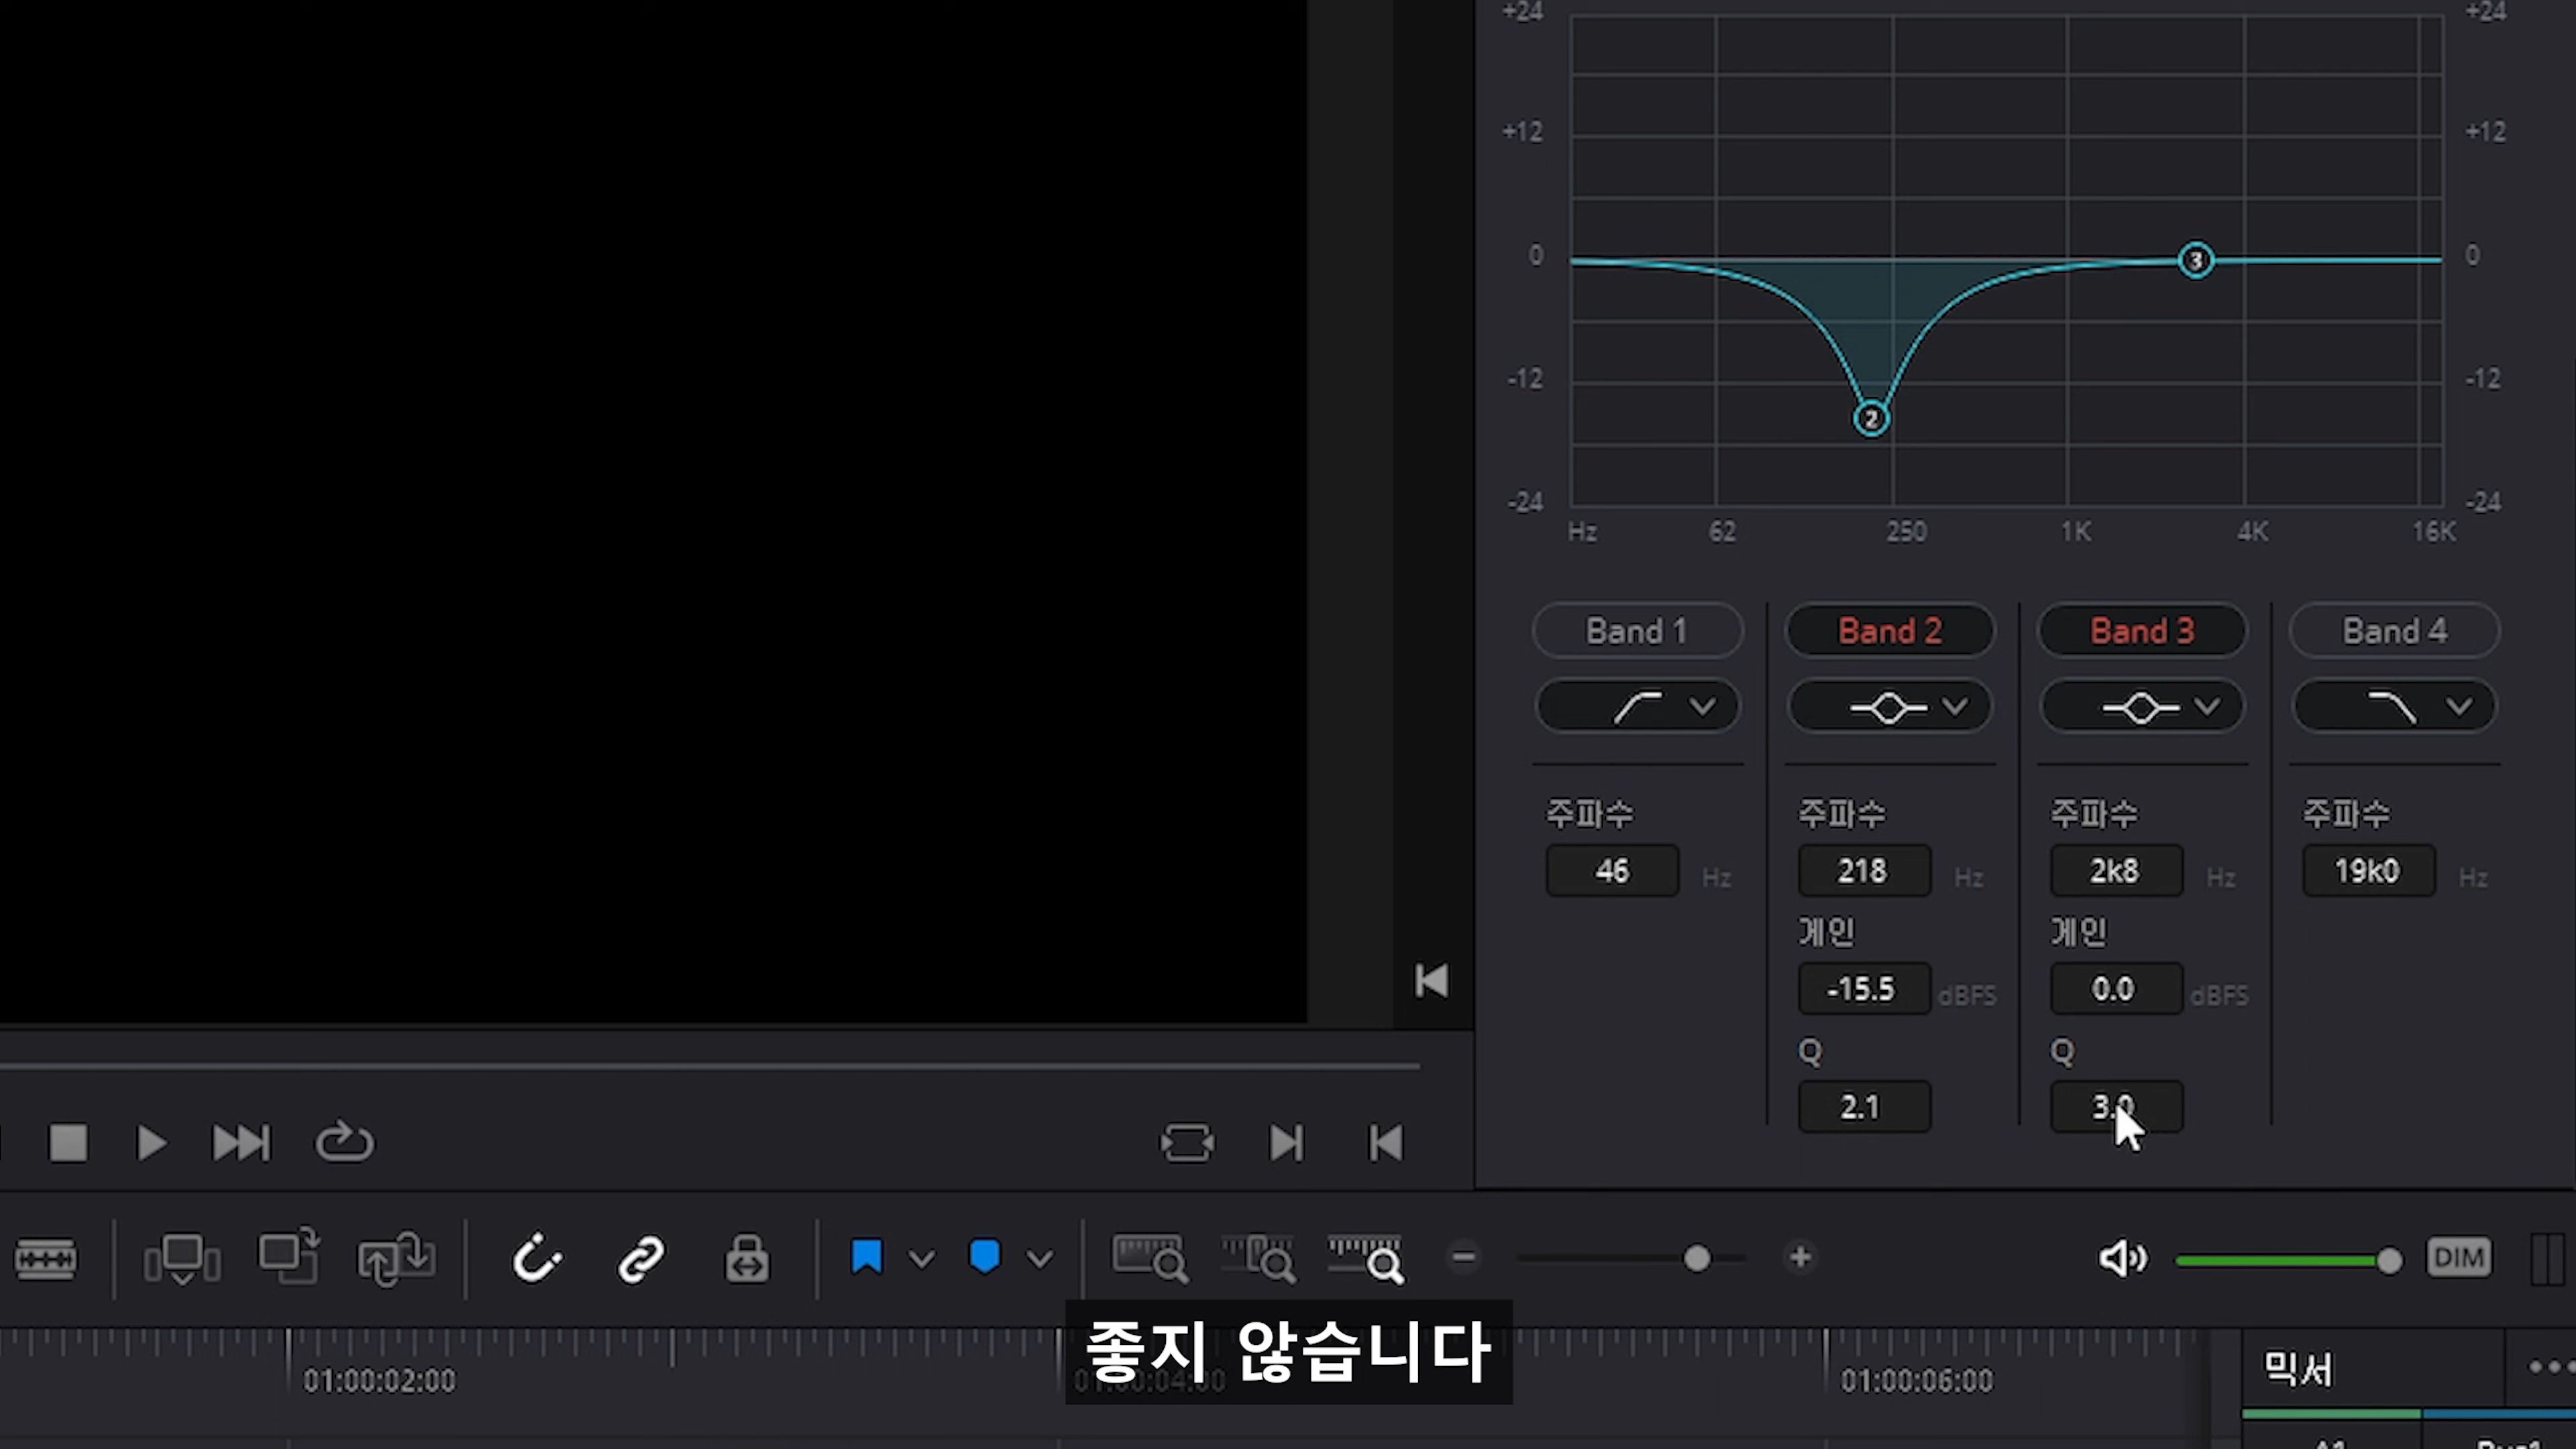 +24 +24
+12 +12
0 0
3
-12 -12
2
-24 -24
Hz 62 250 1K 4K 16K
Band 1 Band 2 Band 3 Band 4
주파수 주파수 주파수 주파수
46 Hz 218 Hz 2k8 Hz 19k0 Hz
게인 게인
-15.5 dBFS 0.0 dBFS
Q Q
2.1 3.0
DIM
좋지 않습니다
01:00:02:00 01:00:04:00 01:00:06:00
믹서